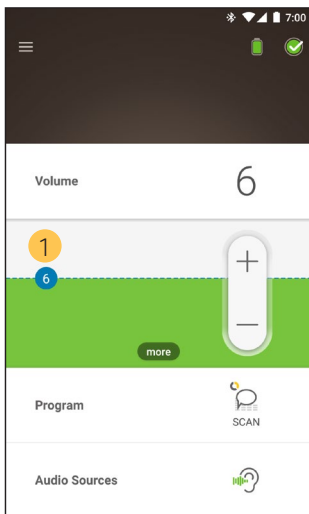 7:00
Volume 6
1
6
+
−
more
Program
SCAN
Audio Sources